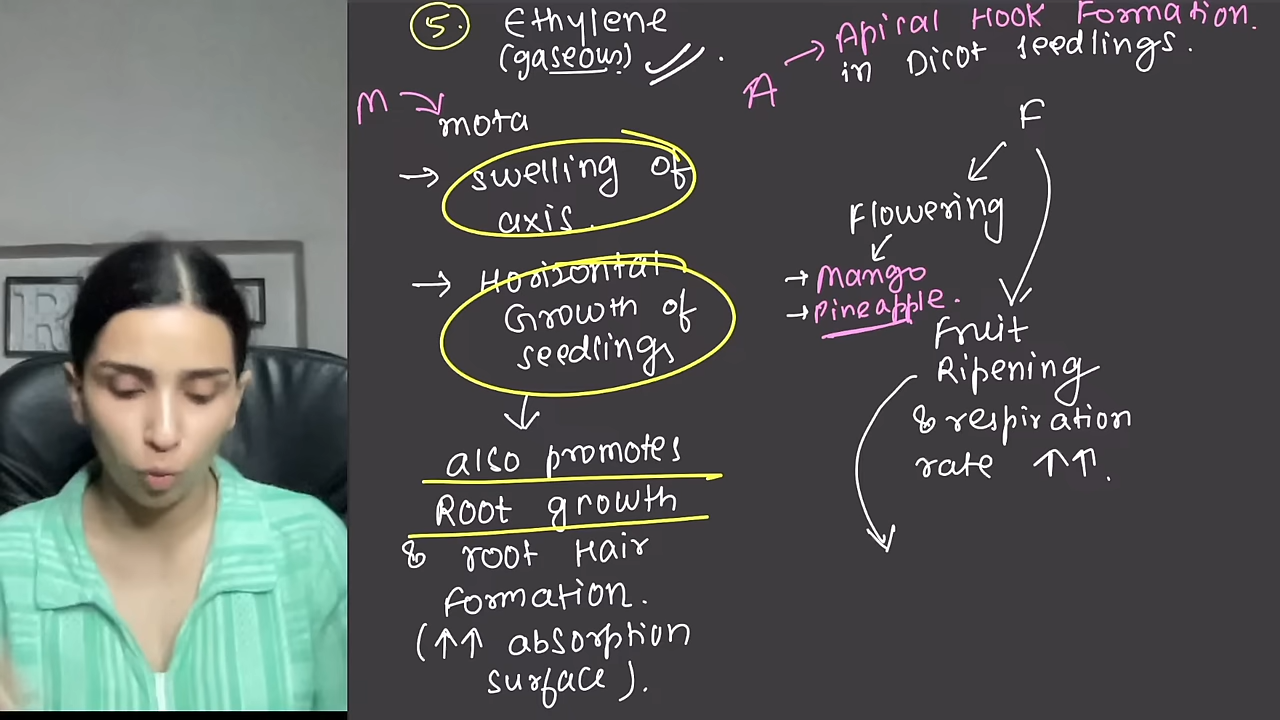 5. Ethylene
(gaseous)
M → mota
→ swelling of
axis.
→ Horizontal
Growth of
seedlings
↓
also promotes
Root growth
& root Hair
Formation.
(↑↑ absorption
surface).
A → Apical Hook Formation.
in Dicot seedlings.
F
Flowering
→ Mango
→ Pineapple.
Fruit
Ripening
& respiration
rate ↑↑.